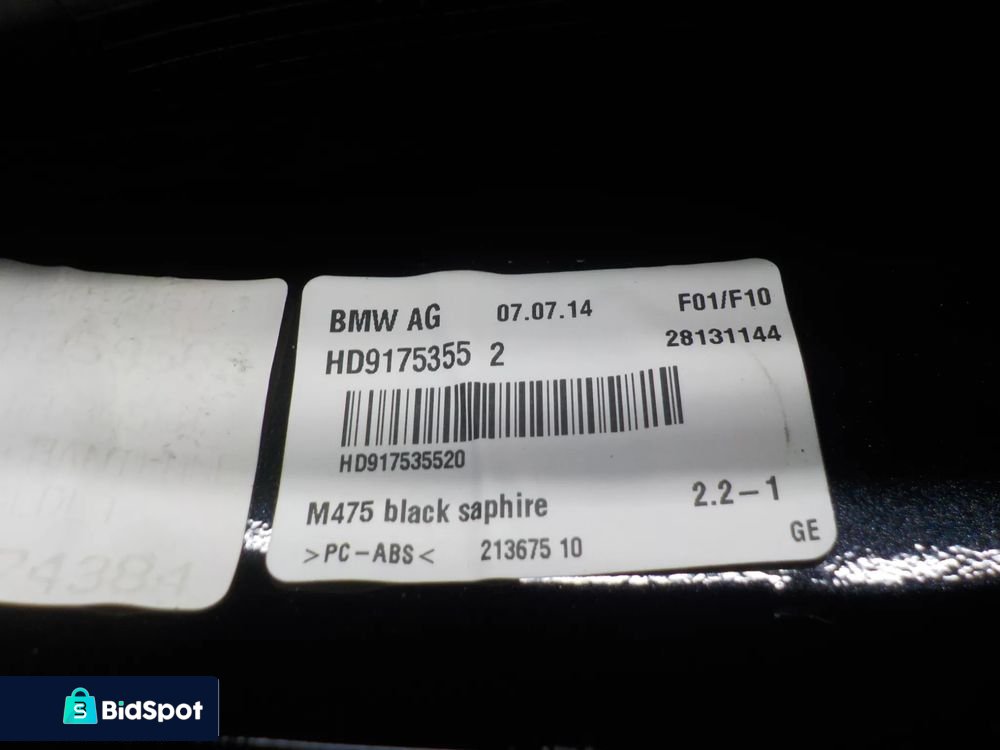 BMW AG 07.07.14 F01/F10
HD9175355 2 28131144
HD917535520
M475 black saphire 2.2-1
>PC-ABS< 213675 10 GE
74384
BidSpot